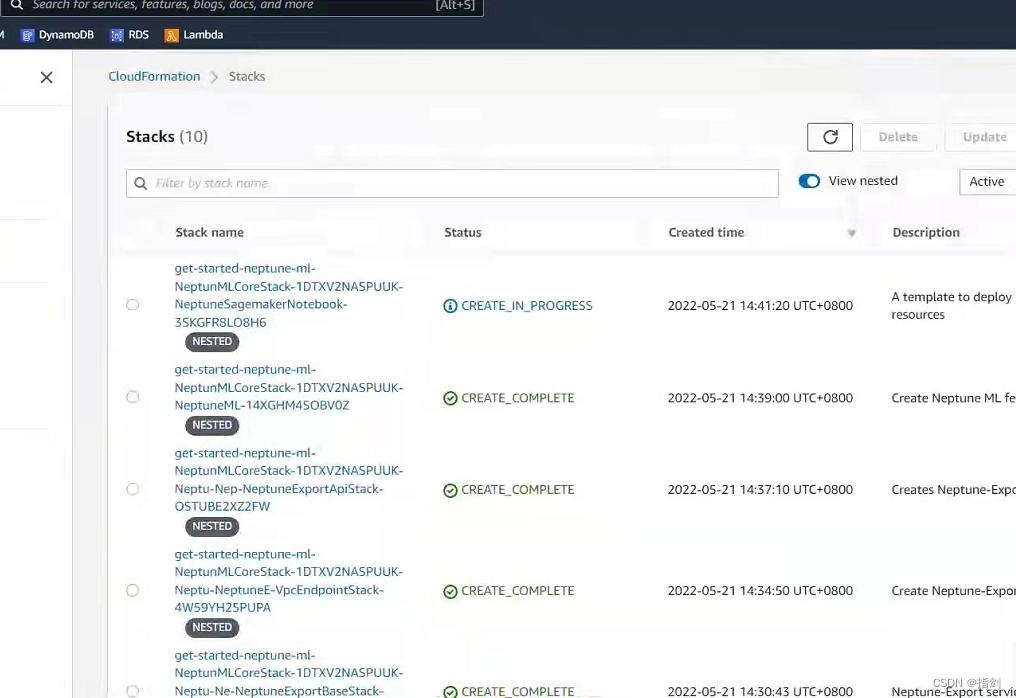 Search for services, features, blogs, docs, and more [Alt+S]
DynamoDB RDS Lambda
CloudFormation Stacks
Stacks (10) Delete Update
Filter by stack name View nested Active
Stack name Status Created time Description
get-started-neptune-ml-
NeptunMLCoreStack-1DTXV2NASPUUK-
NeptuneSagemakerNotebook-
3SKGFR8LO8H6
NESTED
CREATE_IN_PROGRESS
2022-05-21 14:41:20 UTC+0800
A template to deploy
resources
get-started-neptune-ml-
NeptunMLCoreStack-1DTXV2NASPUUK-
NeptuneML-14XGHM4SOBV0Z
NESTED
CREATE_COMPLETE
2022-05-21 14:39:00 UTC+0800
Create Neptune ML fe
get-started-neptune-ml-
NeptunMLCoreStack-1DTXV2NASPUUK-
Neptu-Nep-NeptuneExportApiStack-
OSTUBE2XZ2FW
NESTED
CREATE_COMPLETE
2022-05-21 14:37:10 UTC+0800
Creates Neptune-Expo
get-started-neptune-ml-
NeptunMLCoreStack-1DTXV2NASPUUK-
Neptu-NeptuneE-VpcEndpointStack-
4W59YH25PUPA
NESTED
CREATE_COMPLETE
2022-05-21 14:34:50 UTC+0800
Create Neptune-Expor
get-started-neptune-ml-
NeptunMLCoreStack-1DTXV2NASPUUK-
Neptu-Ne-NeptuneExportBaseStack-
CREATE_COMPLETE
2022-05-21 14:30:43 UTC+0800
Neptune-Export servi
CSDN @指剑